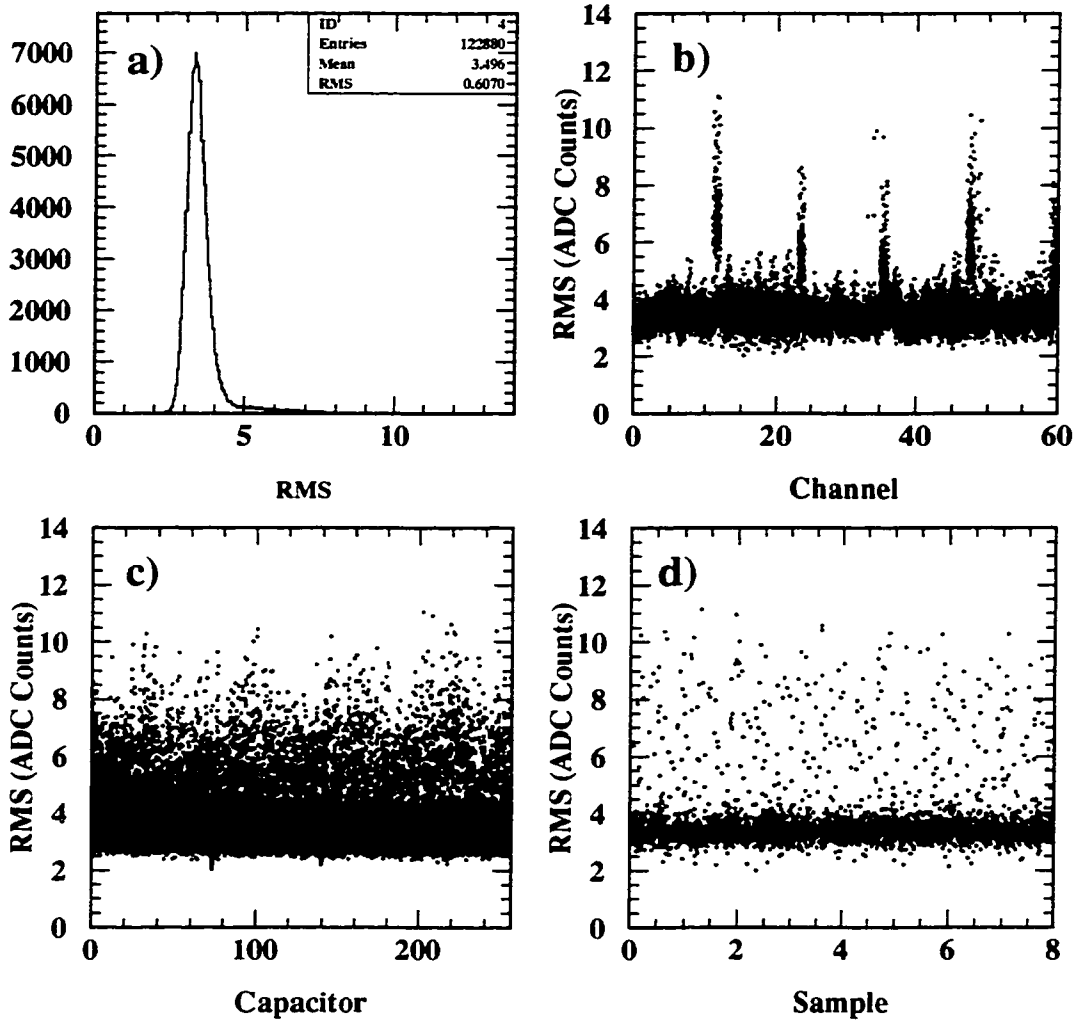 a)
ID 4
Entries 122880
Mean 3.496
RMS 0.6070
7000
6000
5000
4000
3000
2000
1000
0
0 5 10
RMS
b)
RMS (ADC Counts)
14
12
10
8
6
4
2
0
0 20 40 60
Channel
c)
RMS (ADC Counts)
14
12
10
8
6
4
2
0
0 100 200
Capacitor
d)
RMS (ADC Counts)
14
12
10
8
6
4
2
0
0 2 4 6 8
Sample